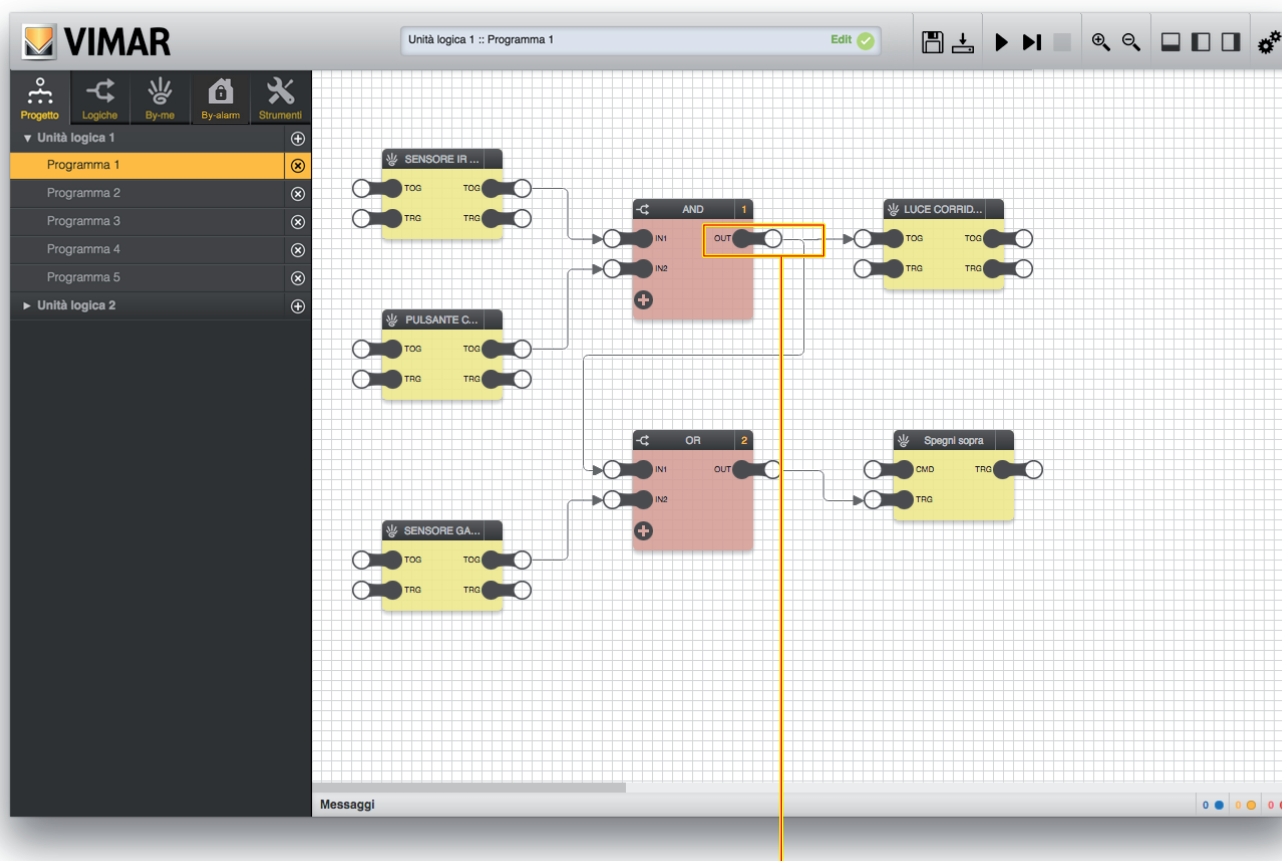 VIMAR
Unità logica 1 :: Programma 1
Edit
Progetto
Logiche
By-me
By-alarm
Strumenti
Unità logica 1
Programma 1
Programma 2
Programma 3
Programma 4
Programma 5
Unità logica 2
SENSORE IR ...
TOG TOG
TRG TRG
AND 1
IN1 OUT
IN2
LUCE CORRID...
TOG TOG
TRG TRG
PULSANTE C...
TOG TOG
TRG TRG
OR 2
IN1 OUT
IN2
Spegni sopra
CMD TRG
TRG
SENSORE GA...
TOG TOG
TRG TRG
Messaggi
0 0 0